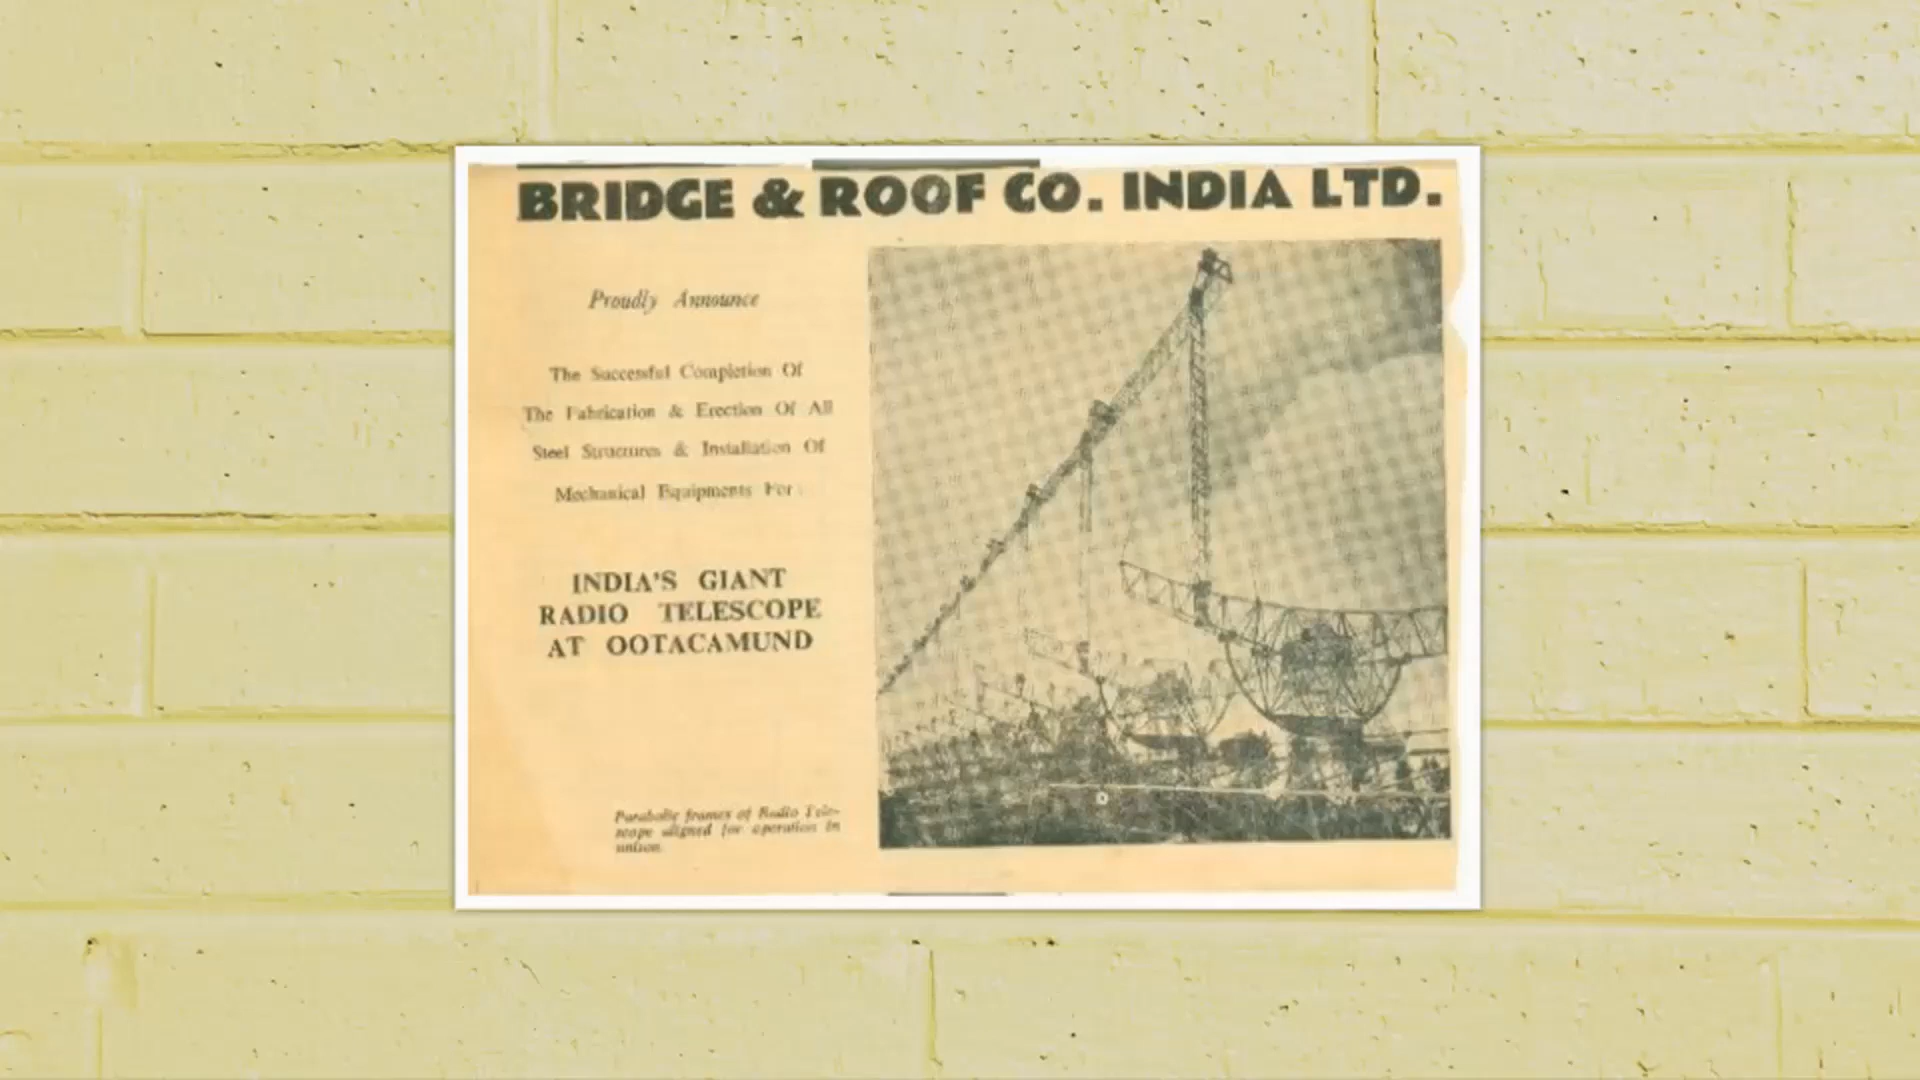 BRIDGE & ROOF CO. INDIA LTD.
Proudly Announce
The Successful Completion Of
The Fabrication & Erection Of All
Steel Structures & Installation Of
Mechanical Equipments For
INDIA'S GIANT
RADIO TELESCOPE
AT OOTACAMUND
Parabolic frames of Radio Tele-
scope aligned for operation in
unison